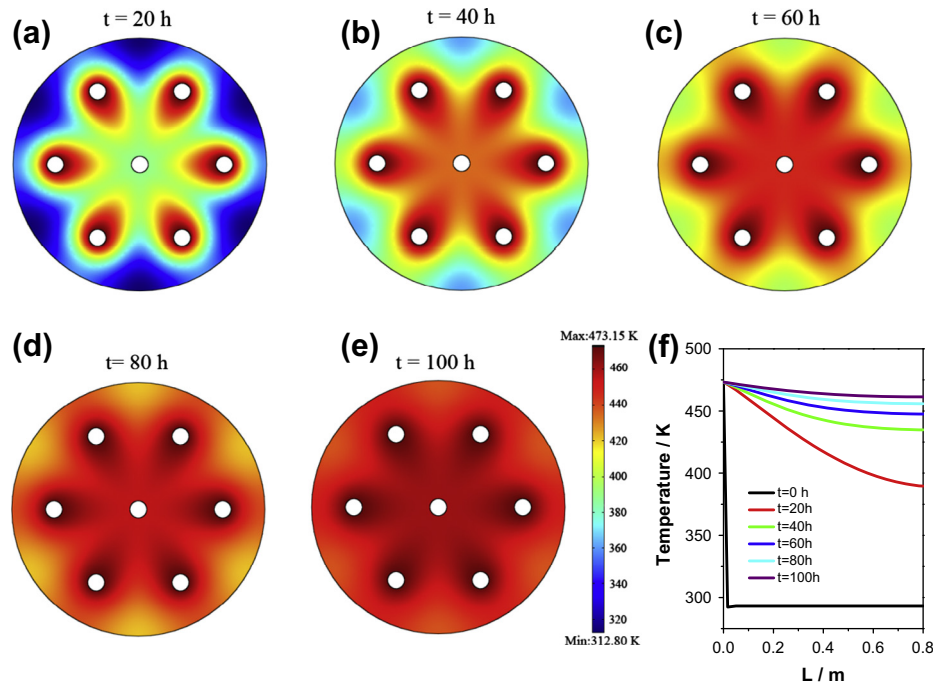 (a)
t = 20 h
(b)
t = 40 h
(c)
t = 60 h
(d)
t= 80 h
(e)
t = 100 h
Max:473.15 K
460
440
420
400
380
360
340
320
Min:312.80 K
(f)
500
450
400
350
300
Temperature / K
t=0 h
t=20h
t=40h
t=60h
t=80h
t=100h
0.0 0.2 0.4 0.6 0.8
L / m